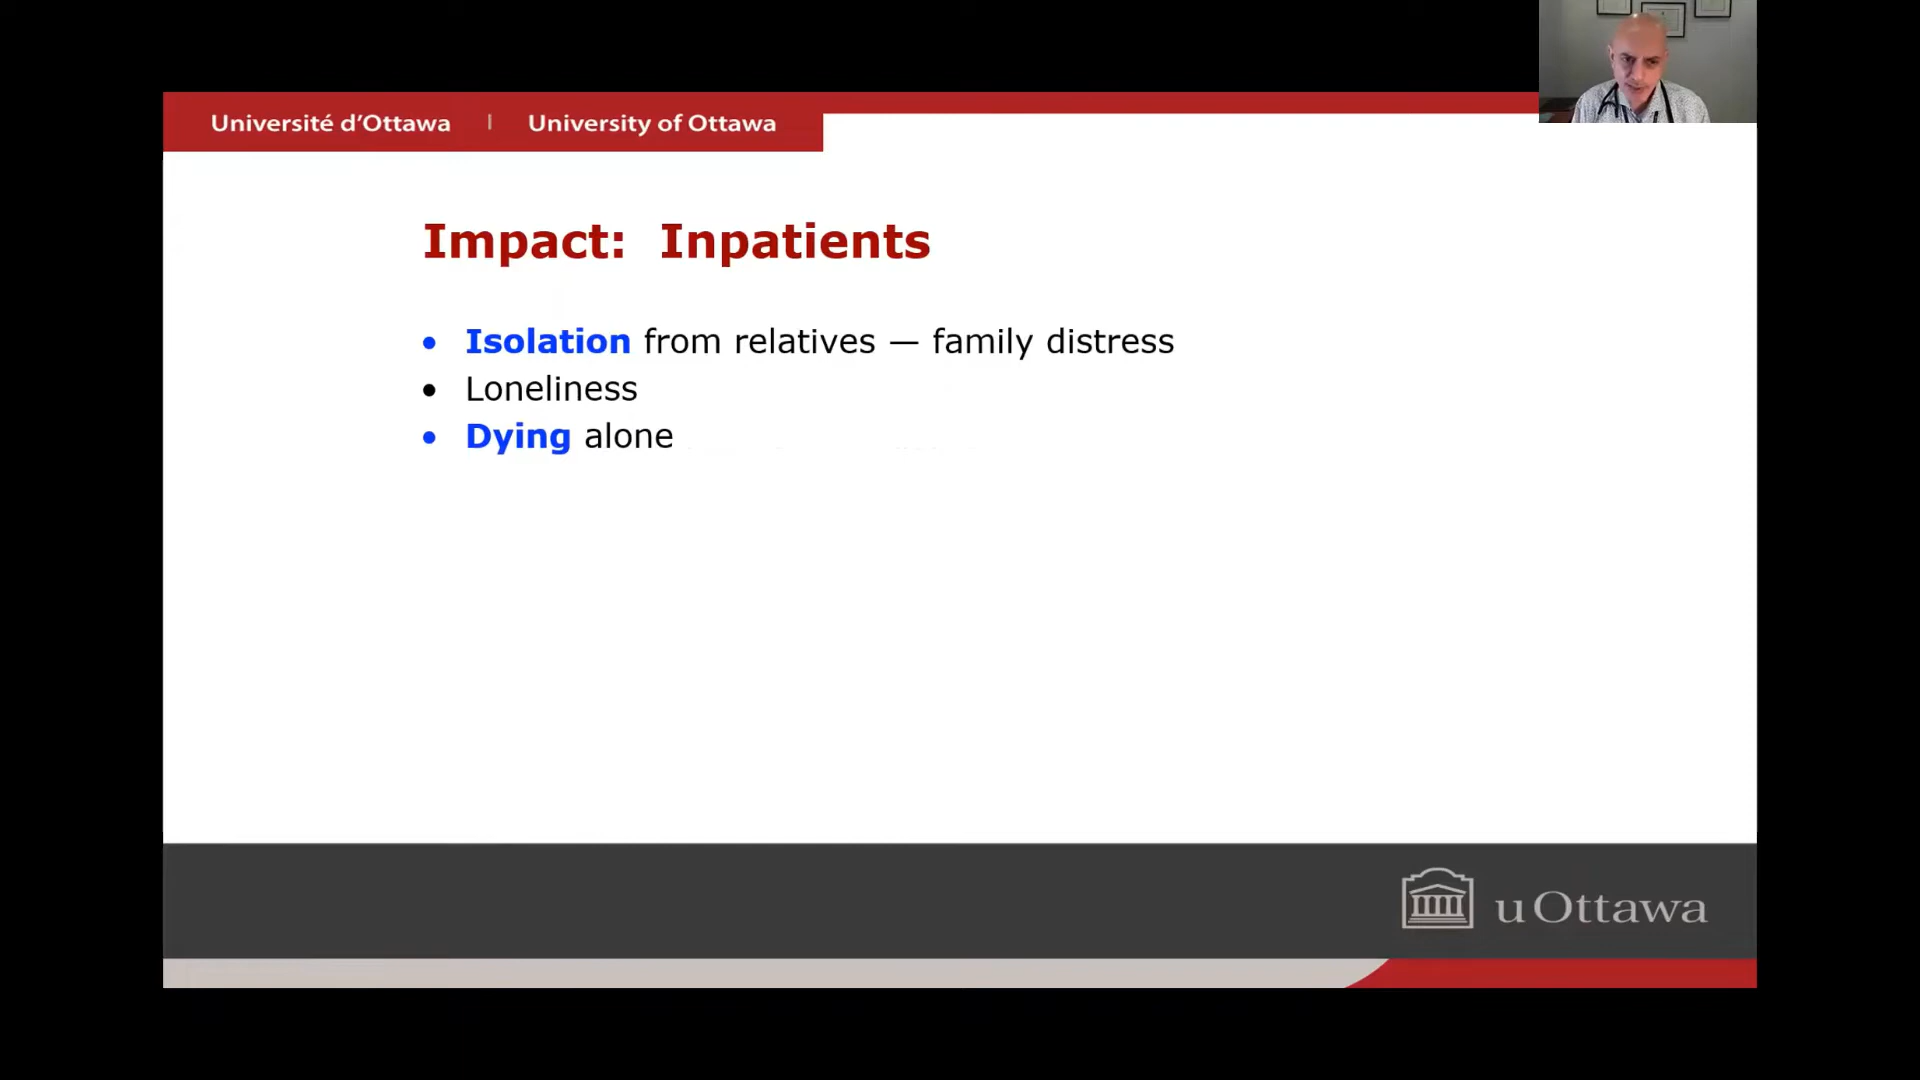 Université d'Ottawa | University of Ottawa
Impact: Inpatients
• Isolation from relatives — family distress
• Loneliness
• Dying alone
uOttawa